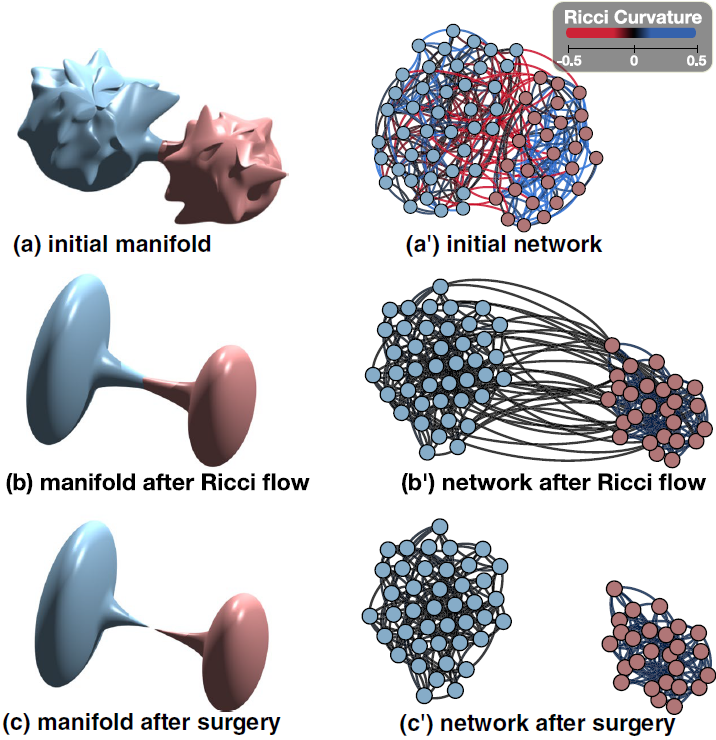 Ricci Curvature
-0.5 0 0.5
(a) initial manifold
(a') initial network
(b) manifold after Ricci flow
(b') network after Ricci flow
(c) manifold after surgery
(c') network after surgery